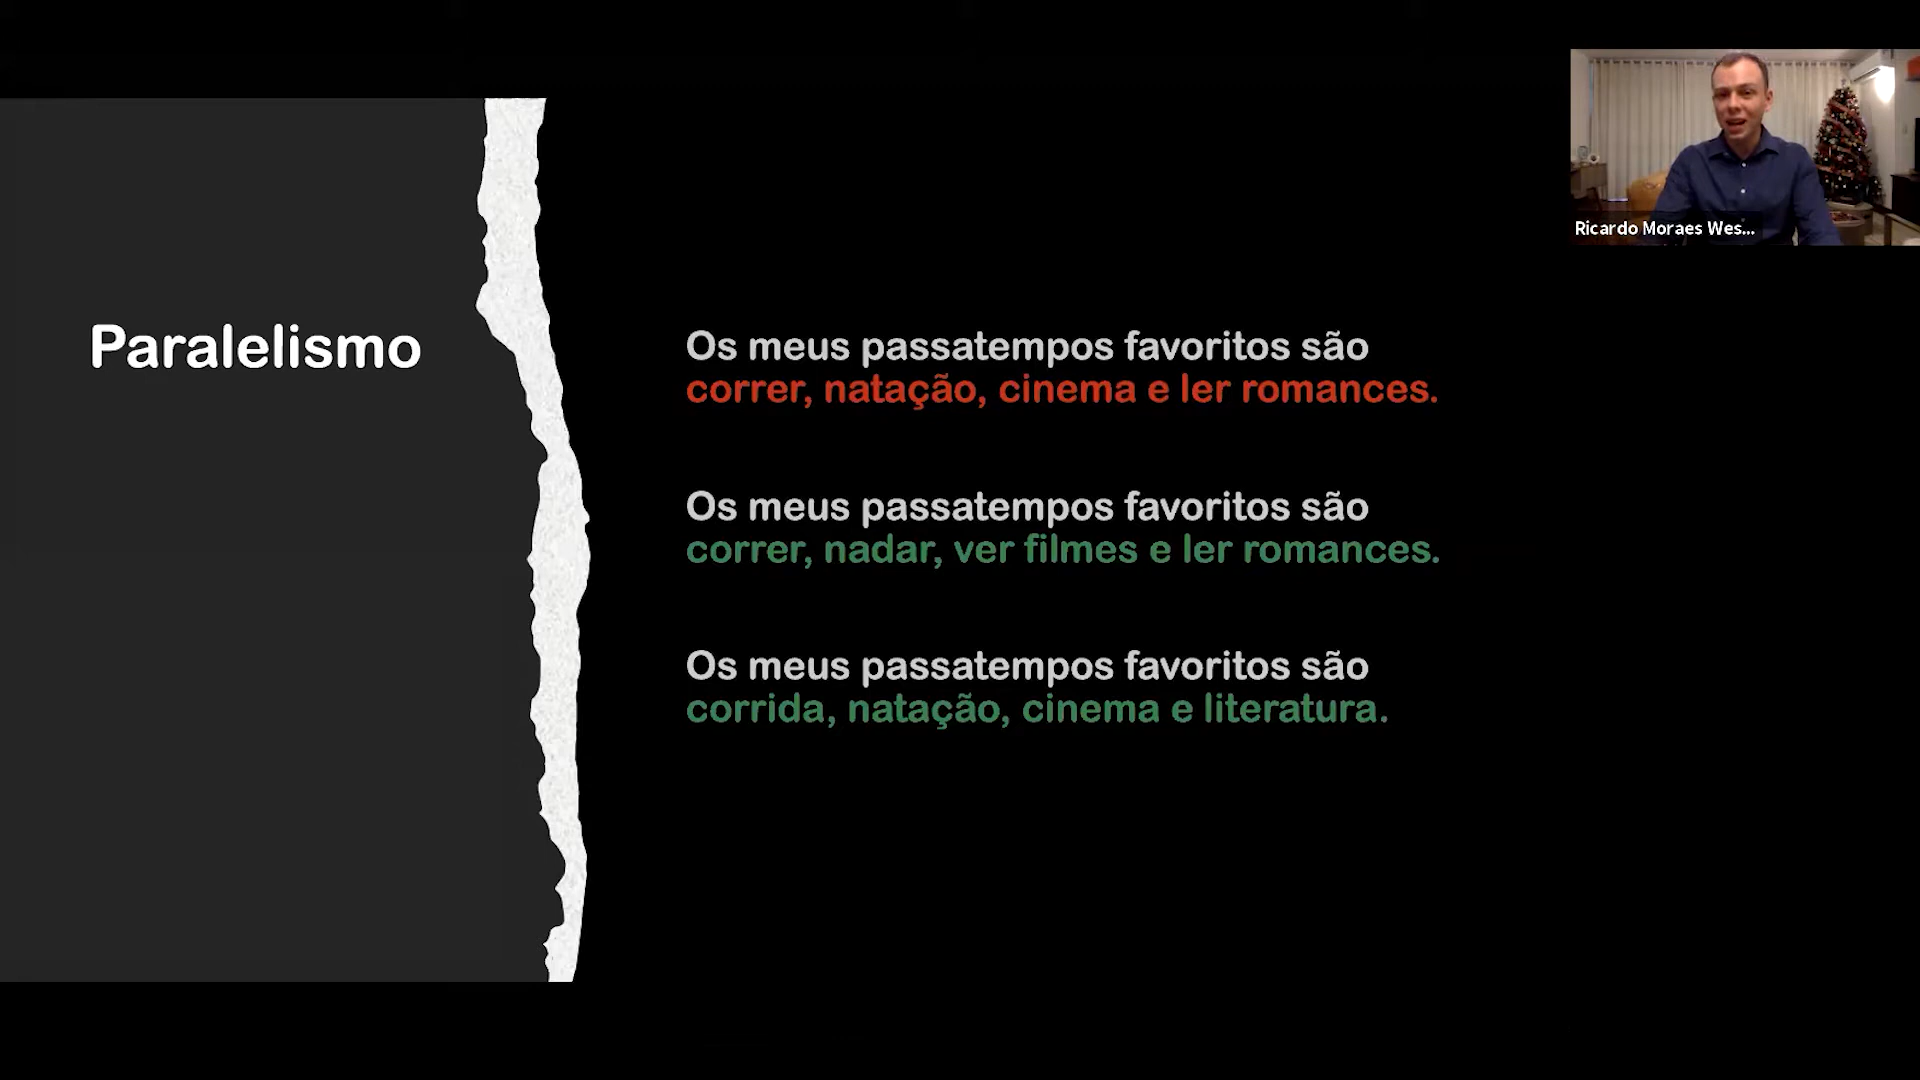 Paralelismo
Os meus passatempos favoritos são
correr, natação, cinema e ler romances.
Os meus passatempos favoritos são
correr, nadar, ver filmes e ler romances.
Os meus passatempos favoritos são
corrida, natação, cinema e literatura.
Ricardo Moraes Wes...